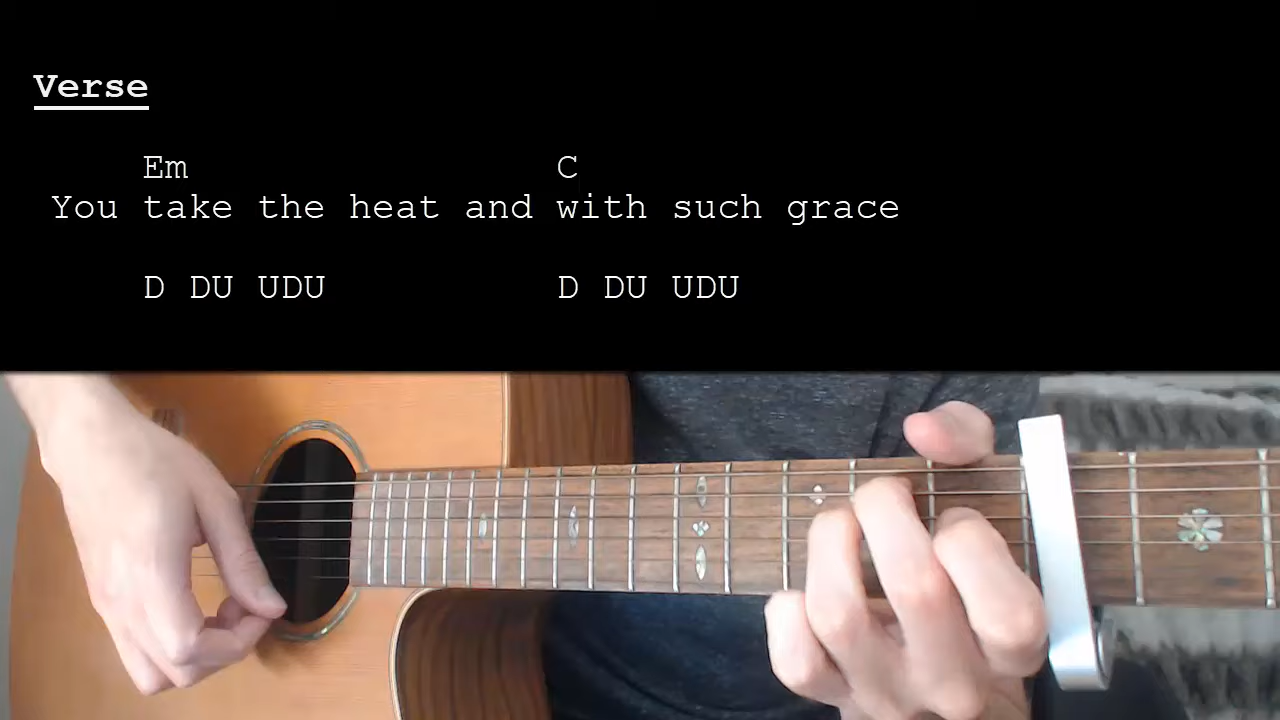 Verse
Em C
You take the heat and with such grace
D DU UDU D DU UDU